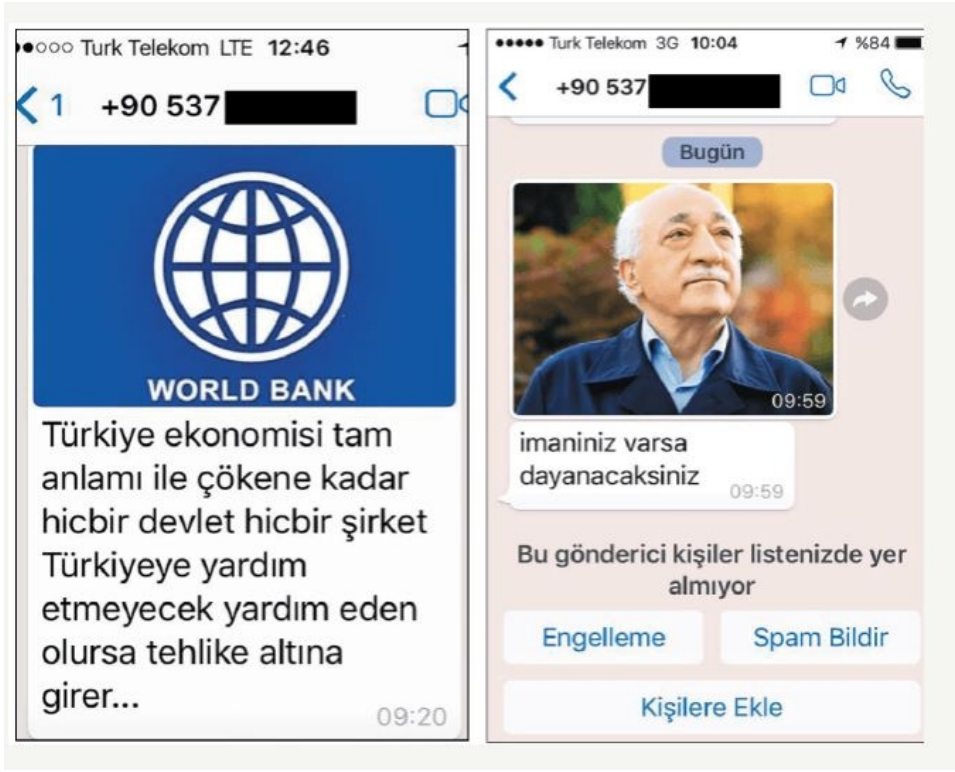 Turk Telekom LTE 12:46
1 +90 537
WORLD BANK
Türkiye ekonomisi tam
anlamı ile çökene kadar
hicbir devlet hicbir şirket
Türkiyeye yardım
etmeyecek yardım eden
olursa tehlike altına
girer...
09:20
Turk Telekom 3G 10:04 %84
+90 537
Bugün
09:59
imaniniz varsa
dayanacaksiniz
09:59
Bu gönderici kişiler listenizde yer
almıyor
Engelleme Spam Bildir
Kişilere Ekle